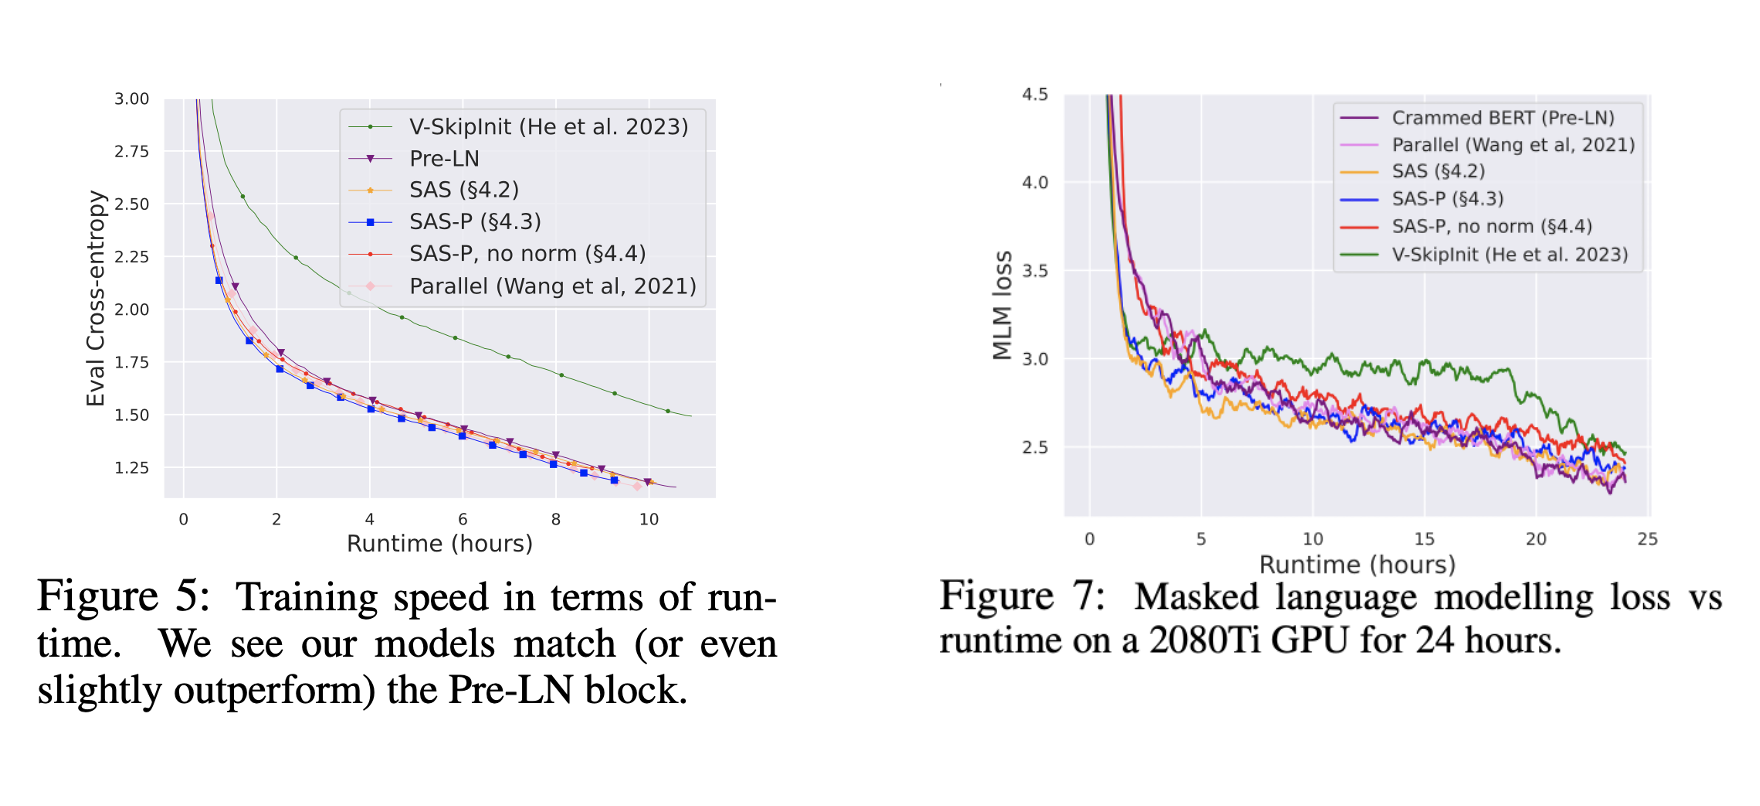 3.00
2.75
2.50
2.25
2.00
1.75
1.50
1.25
Eval Cross-entropy
V-SkipInit (He et al. 2023)
Pre-LN
SAS (§4.2)
SAS-P (§4.3)
SAS-P, no norm (§4.4)
Parallel (Wang et al, 2021)
0 2 4 6 8 10
Runtime (hours)
Figure 5: Training speed in terms of run-
time. We see our models match (or even
slightly outperform) the Pre-LN block.
4.5
4.0
3.5
3.0
2.5
MLM loss
Crammed BERT (Pre-LN)
Parallel (Wang et al, 2021)
SAS (§4.2)
SAS-P (§4.3)
SAS-P, no norm (§4.4)
V-SkipInit (He et al. 2023)
0 5 10 15 20 25
Runtime (hours)
Figure 7: Masked language modelling loss vs
runtime on a 2080Ti GPU for 24 hours.